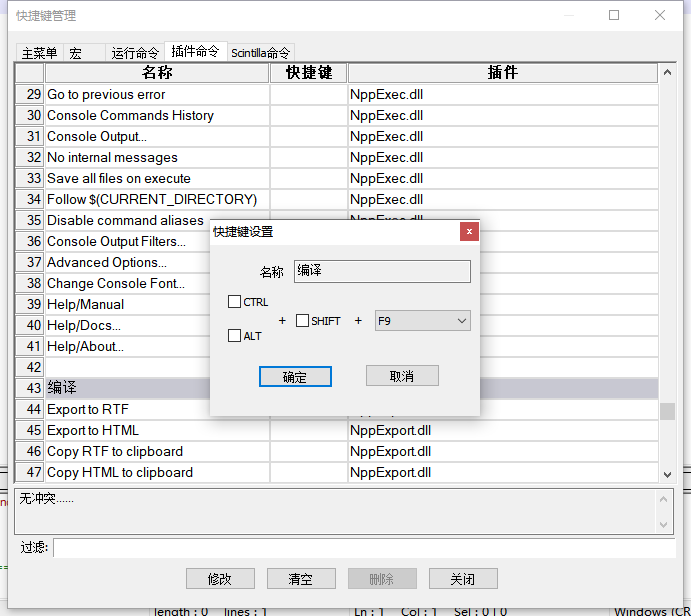 快捷键管理
主菜单 宏 运行命令 插件命令 Scintilla命令
名称 快捷键 插件
29 Go to previous error NppExec.dll
30 Console Commands History NppExec.dll
31 Console Output... NppExec.dll
32 No internal messages NppExec.dll
33 Save all files on execute NppExec.dll
34 Follow $(CURRENT_DIRECTORY) NppExec.dll
35 Disable command aliases
36 Console Output Filters...
37 Advanced Options...
38 Change Console Font...
39 Help/Manual
40 Help/Docs...
41 Help/About...
42
43 编译
44 Export to RTF
45 Export to HTML NppExport.dll
46 Copy RTF to clipboard NppExport.dll
47 Copy HTML to clipboard NppExport.dll
快捷键设置
x
名称 编译
CTRL
+ SHIFT + F9
ALT
确定 取消
无冲突......
过滤:
修改 清空 删除 关闭
length : 0 lines : 1 Ln : 1 Col : 1 Sel : 0 | 0 Windows (CR